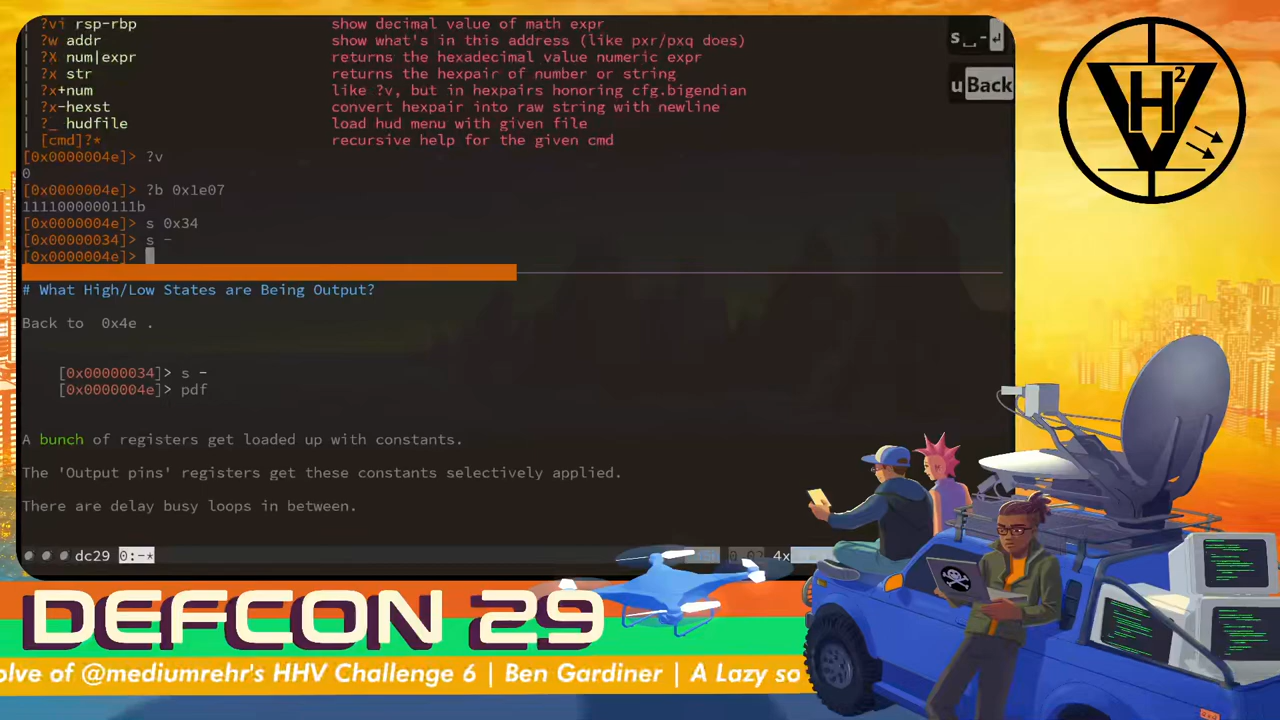 | ?vi rsp-rbp show decimal value of math expr
| ?w addr show what's in this address (like pxr/pxq does)
| ?X num|expr returns the hexadecimal value numeric expr
| ?x str returns the hexpair of number or string
| ?x+num like ?v, but in hexpairs honoring cfg.bigendian
| ?x-hexst convert hexpair into raw string with newline
| ?_ hudfile load hud menu with given file
| [cmd]?* recursive help for the given cmd
[0x0000004e]> ?v
0
[0x0000004e]> ?b 0x1e07
1111000000111b
[0x0000004e]> s 0x34
[0x00000034]> s -
[0x0000004e]>
s␣-↲
uBack
H²V
# What High/Low States are Being Output?
Back to 0x4e .
[0x00000034]> s -
[0x0000004e]> pdf
A bunch of registers get loaded up with constants.
The 'Output pins' registers get these constants selectively applied.
There are delay busy loops in between.
dc29 0:-* 4x
DEFCON 29
olve of @mediumrehr's HHV Challenge 6 | Ben Gardiner | A Lazy so